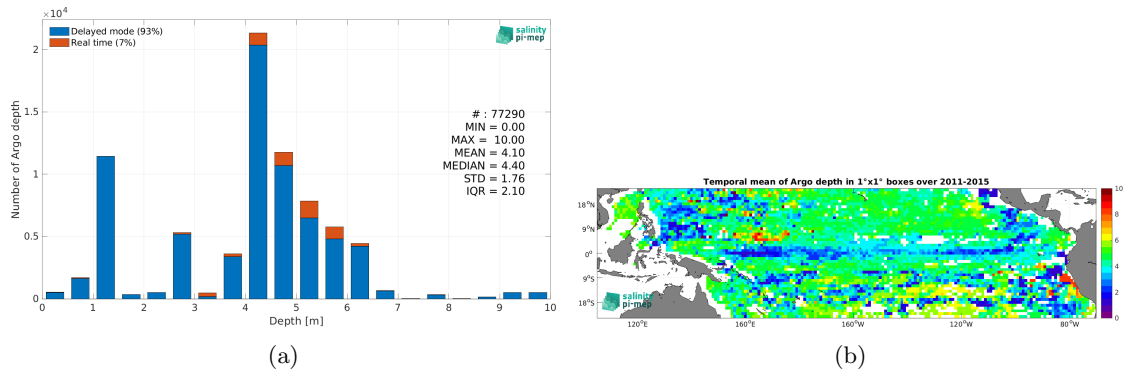 ×10⁴
Delayed mode (93%)
Real time (7%)
salinity
pi-mep
# : 77290
MIN = 0.00
MAX = 10.00
MEAN = 4.10
MEDIAN = 4.40
STD = 1.76
IQR = 2.10
Number of Argo depth
2
1.5
1
0.5
0
0 1 2 3 4 5 6 7 8 9 10
Depth [m]
(a)
Temporal mean of Argo depth in 1°x1° boxes over 2011-2015
18°N
9°N
0°
9°S
18°S
120°E 160°E 160°W 120°W 80°W
10
8
6
4
2
0
salinity
pi-mep
(b)